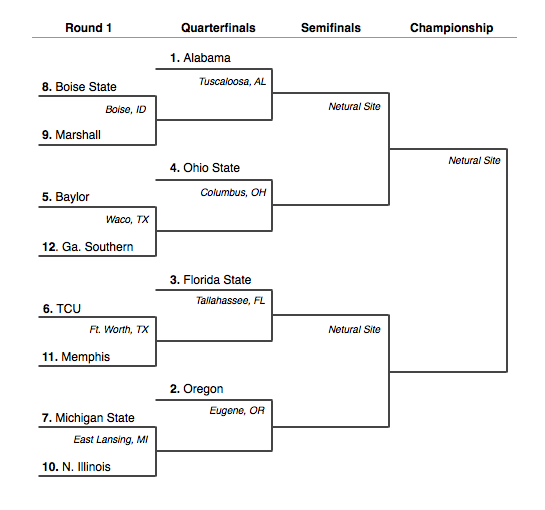 Round 1 Quarterfinals Semifinals Championship
1. Alabama
Tuscaloosa, AL
8. Boise State
Boise, ID
9. Marshall
Netural Site
4. Ohio State
Columbus, OH
5. Baylor
Waco, TX
12. Ga. Southern
Netural Site
3. Florida State
Tallahassee, FL
6. TCU
Ft. Worth, TX
11. Memphis
Netural Site
2. Oregon
Eugene, OR
7. Michigan State
East Lansing, MI
10. N. Illinois